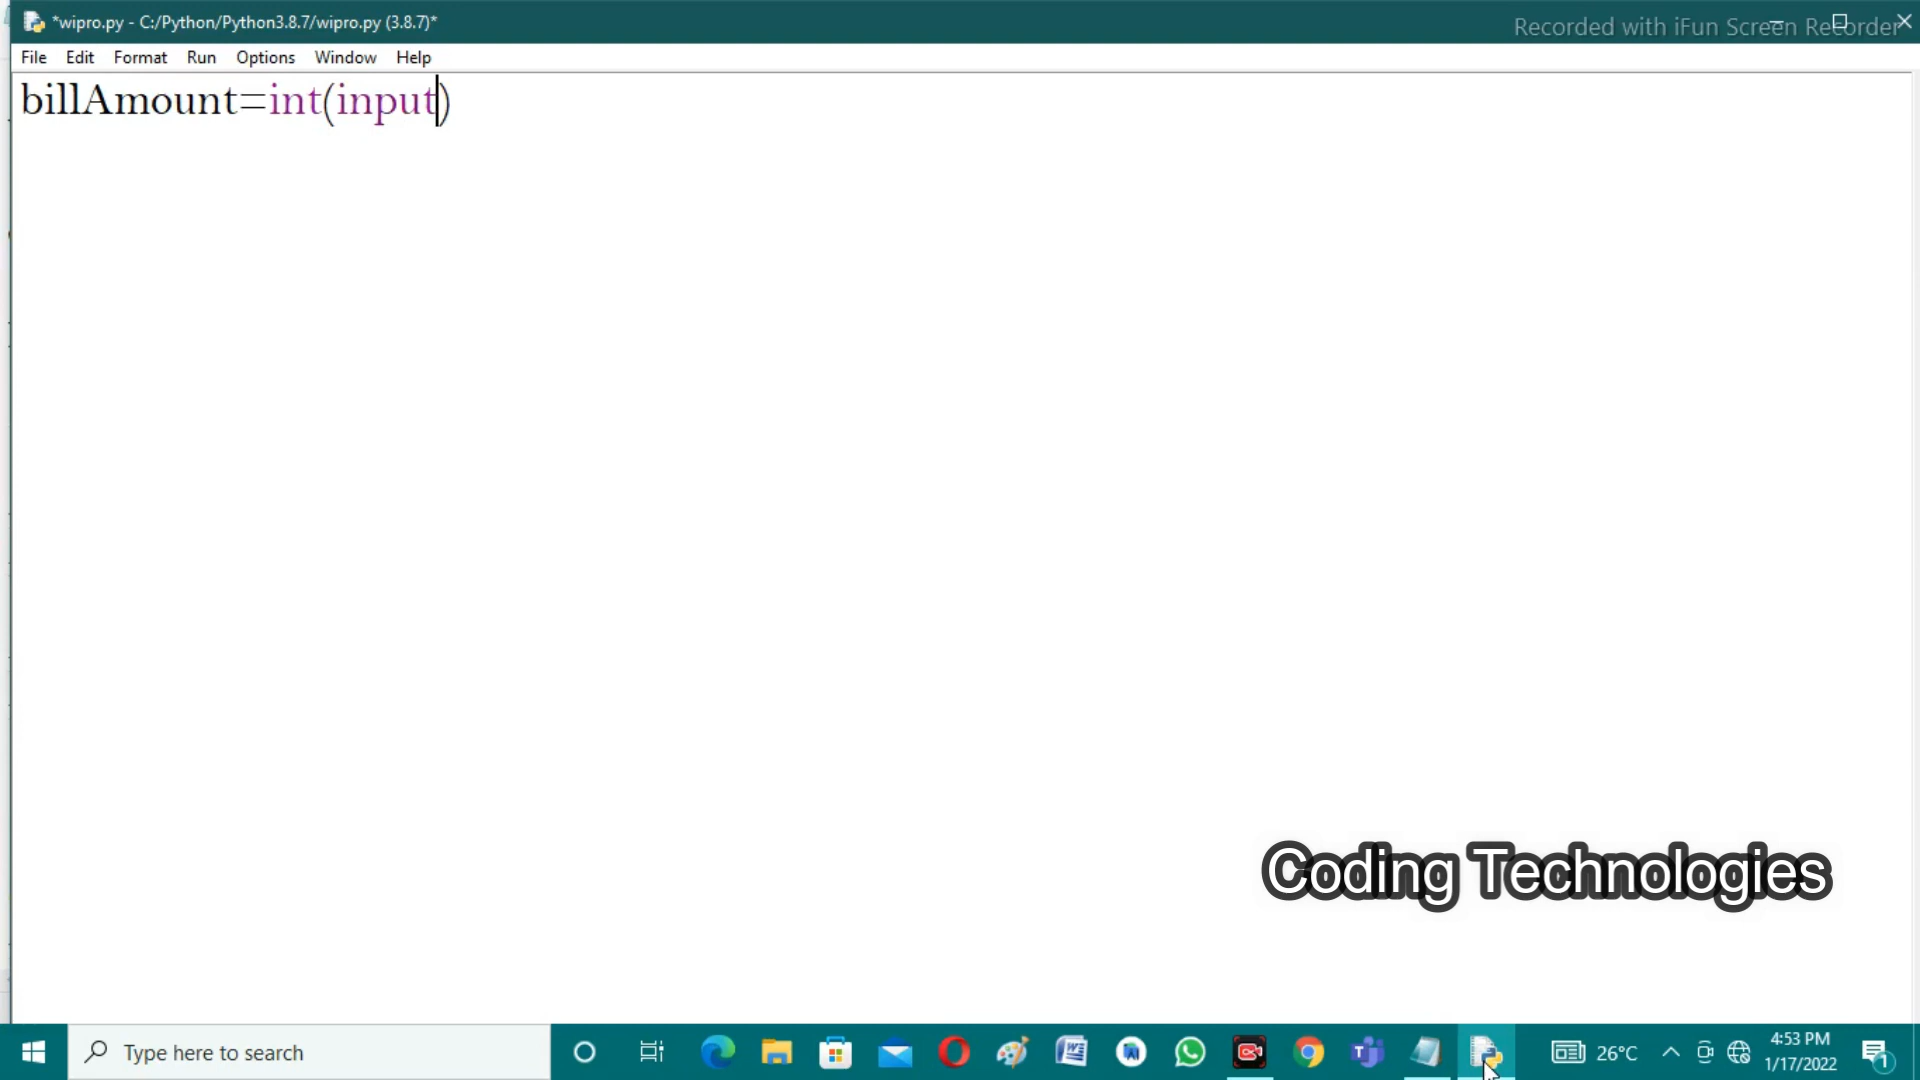 *wipro.py - C:/Python/Python3.8.7/wipro.py (3.8.7)*
Recorded with iFun Screen Recorder
File Edit Format Run Options Window Help
billAmount=int(input)
Coding Technologies
Type here to search
26°C
4:53 PM
1/17/2022
1